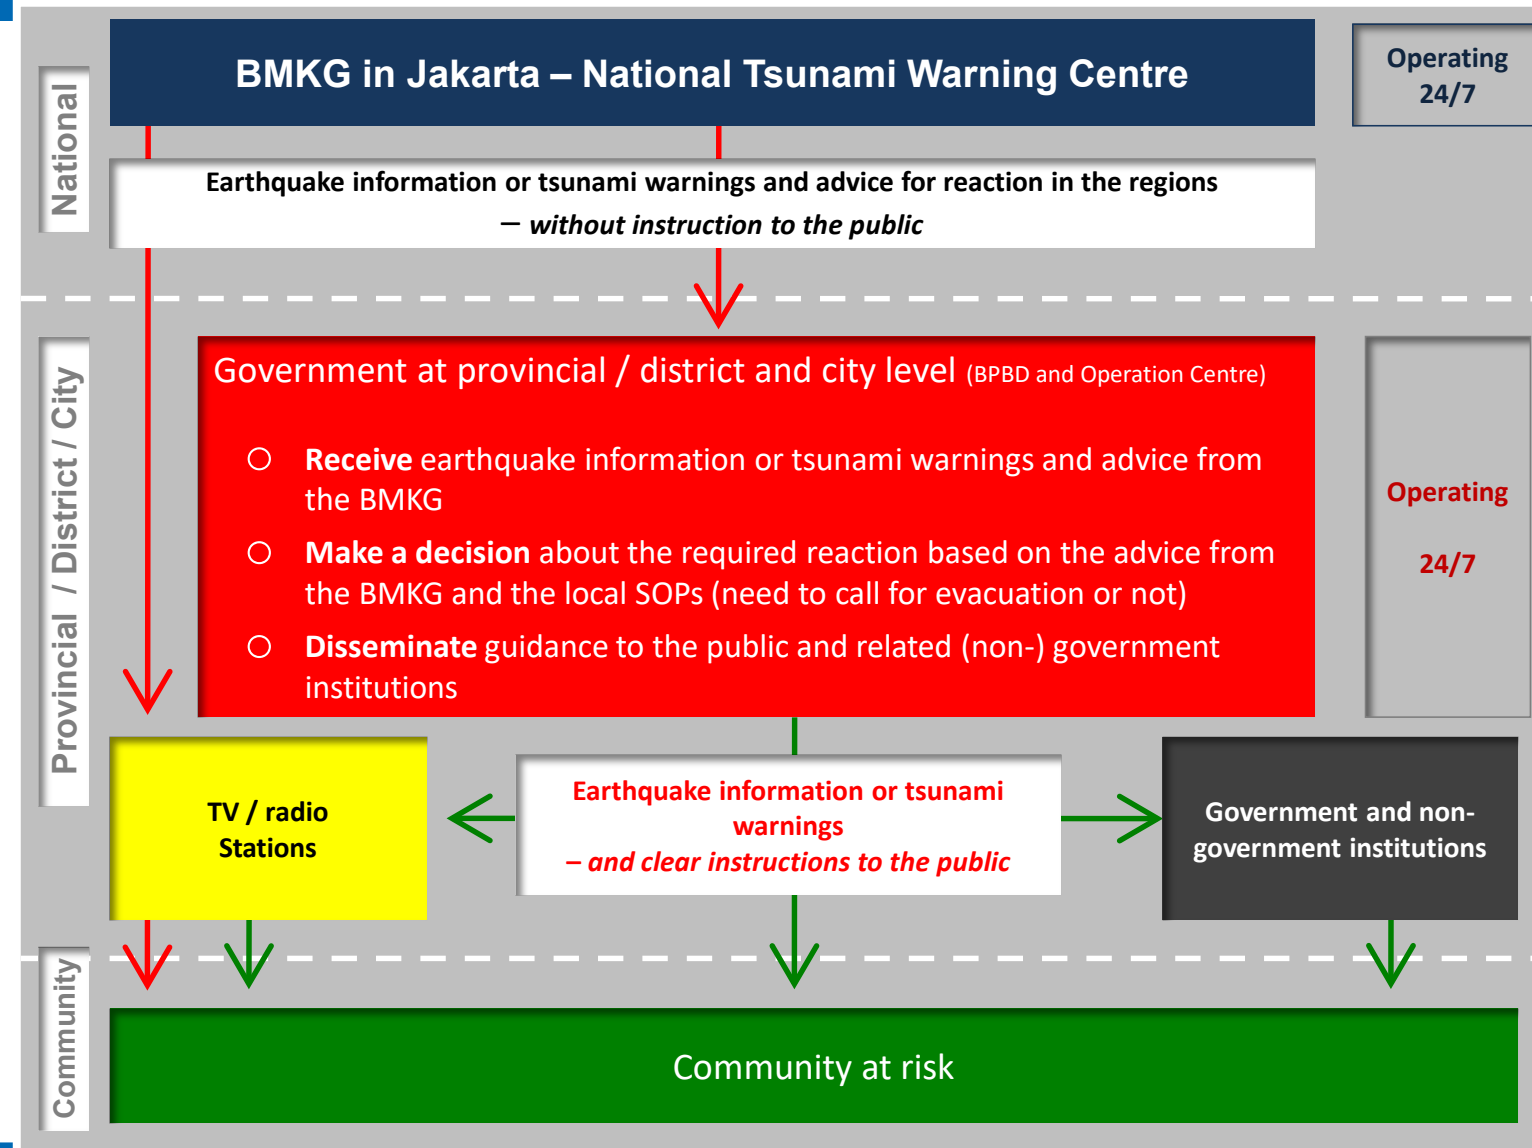 National
BMKG in Jakarta – National Tsunami Warning Centre
Operating
24/7
Earthquake information or tsunami warnings and advice for reaction in the regions
– without instruction to the public
Provincial / District / City
Government at provincial / district and city level (BPBD and Operation Centre)
○ Receive earthquake information or tsunami warnings and advice from
the BMKG
○ Make a decision about the required reaction based on the advice from
the BMKG and the local SOPs (need to call for evacuation or not)
○ Disseminate guidance to the public and related (non-) government
institutions
Operating
24/7
TV / radio
Stations
Earthquake information or tsunami
warnings
– and clear instructions to the public
Government and non-
government institutions
Community
Community at risk